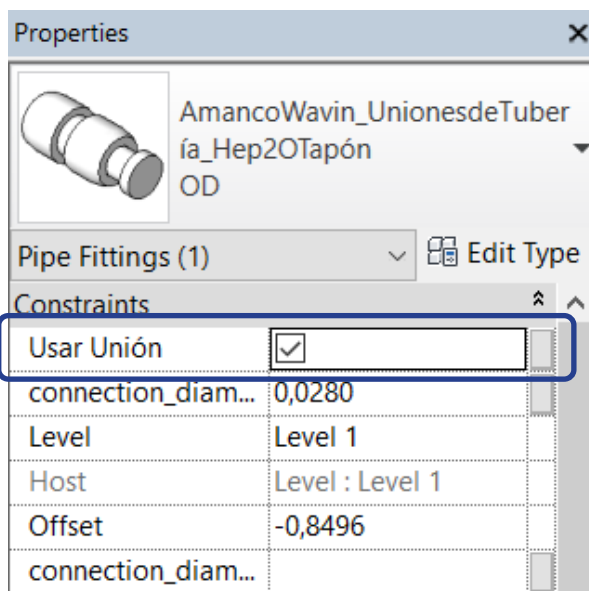 Properties
AmancoWavin_UnionesdeTuber
ía_Hep2OTapón
OD
Pipe Fittings (1)
Edit Type
Constraints
Usar Unión
connection_diam... 0,0280
Level Level 1
Host Level : Level 1
Offset -0,8496
connection_diam...